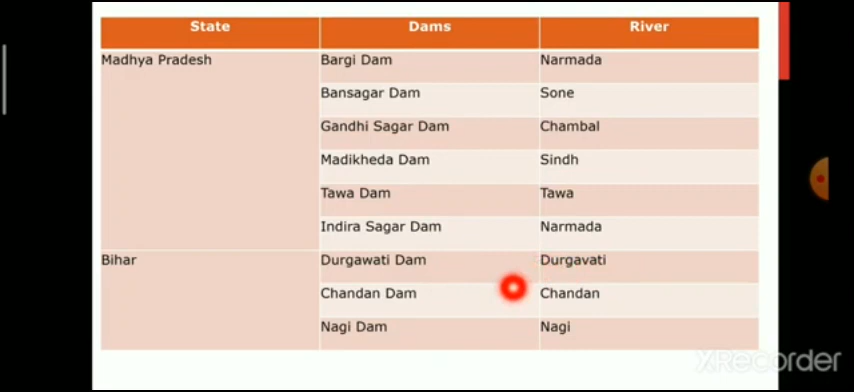 State Dams River
Madhya Pradesh Bargi Dam Narmada
Bansagar Dam Sone
Gandhi Sagar Dam Chambal
Madikheda Dam Sindh
Tawa Dam Tawa
Indira Sagar Dam Narmada
Bihar Durgawati Dam Durgavati
Chandan Dam Chandan
Nagi Dam Nagi
XRecorder